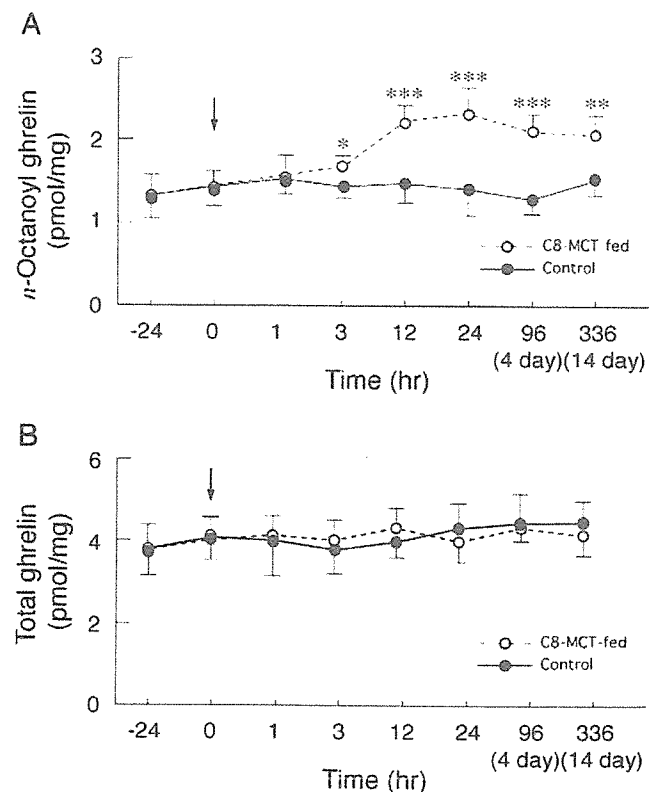 A
n-Octanoyl ghrelin
(pmol/mg)
3
2
1
0
*
***
***
***
**
C8-MCT fed
Control
-24 0 1 3 12 24 96 336
(4 day)(14 day)
Time (hr)
B
Total ghrelin
(pmol/mg)
6
4
2
0
C8-MCT-fed
Control
-24 0 1 3 12 24 96 336
(4 day)(14 day)
Time (hr)